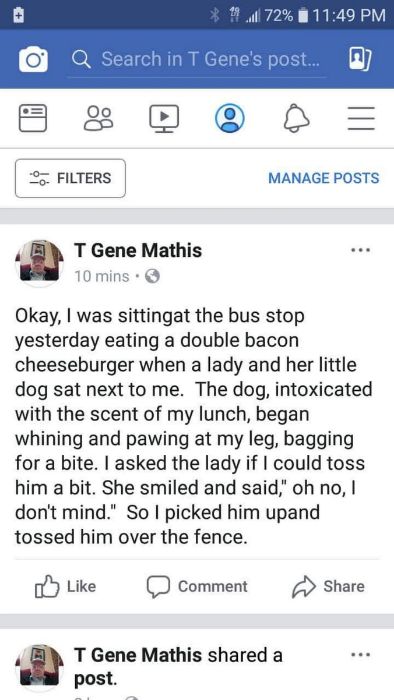 72% 11:49 PM
Search in T Gene's post...
FILTERS
MANAGE POSTS
T Gene Mathis
10 mins •
Okay, I was sittingat the bus stop
yesterday eating a double bacon
cheeseburger when a lady and her little
dog sat next to me.  The dog, intoxicated
with the scent of my lunch, began
whining and pawing at my leg, bagging
for a bite. I asked the lady if I could toss
him a bit. She smiled and said," oh no, I
don't mind."  So I picked him upand
tossed him over the fence.
Like
Comment
Share
T Gene Mathis shared a
post.